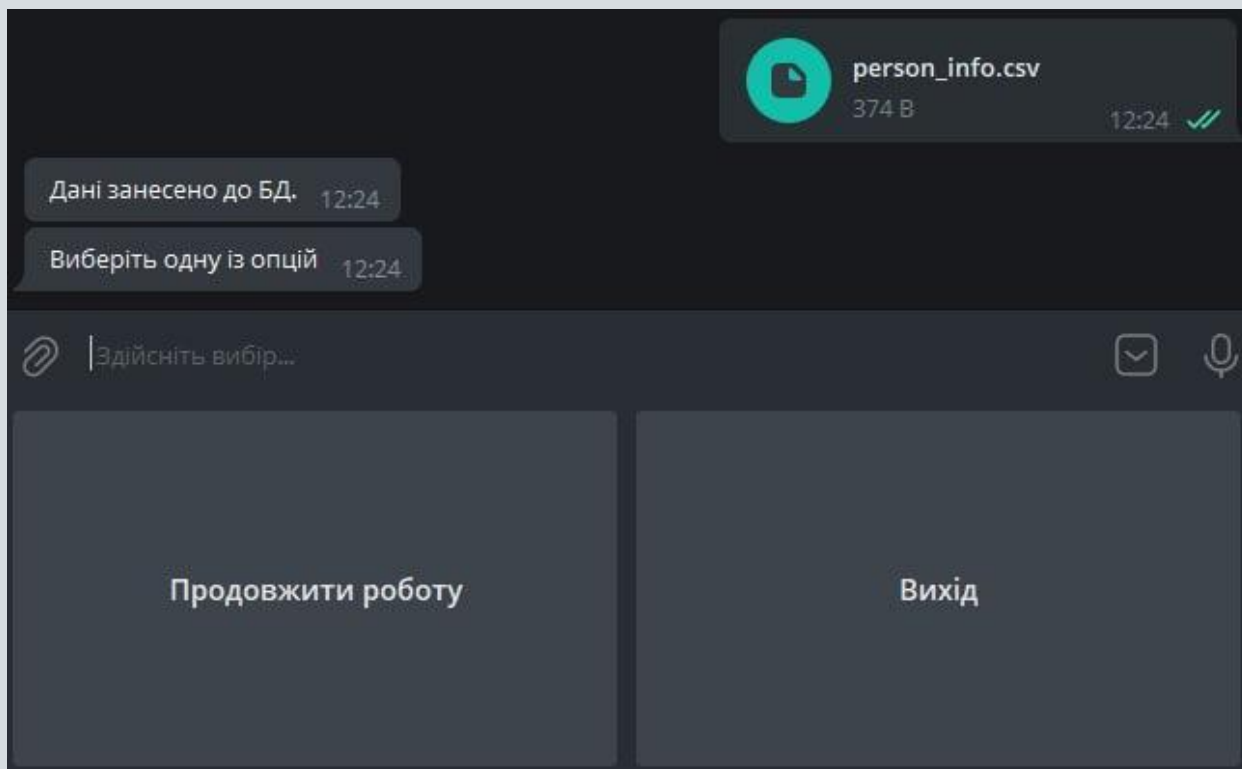 person_info.csv
374 B
12:24
Дані занесено до БД. 12:24
Виберіть одну із опцій 12:24
Здійсніть вибір...
Продовжити роботу
Вихід